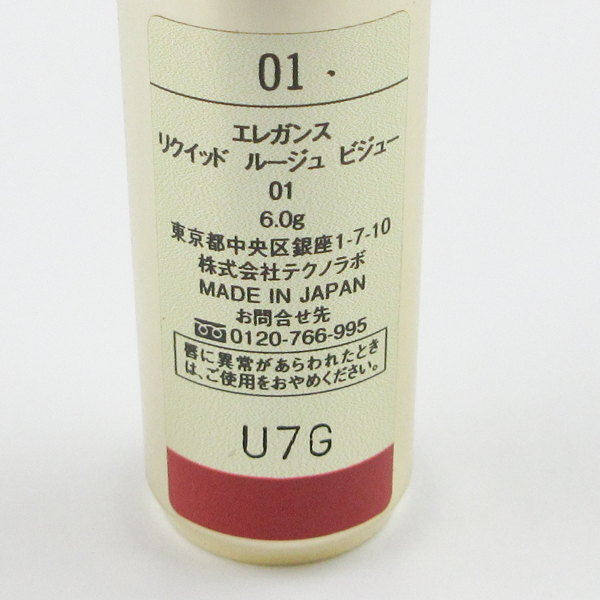 01
エレガンス
リクイッド ルージュ ビジュー
01
6.0g
東京都中央区銀座1-7-10
株式会社テクノラボ
MADE IN JAPAN
お問合せ先
0120-766-995
唇に異常があらわれたとき
は、ご使用をおやめください。
U7G